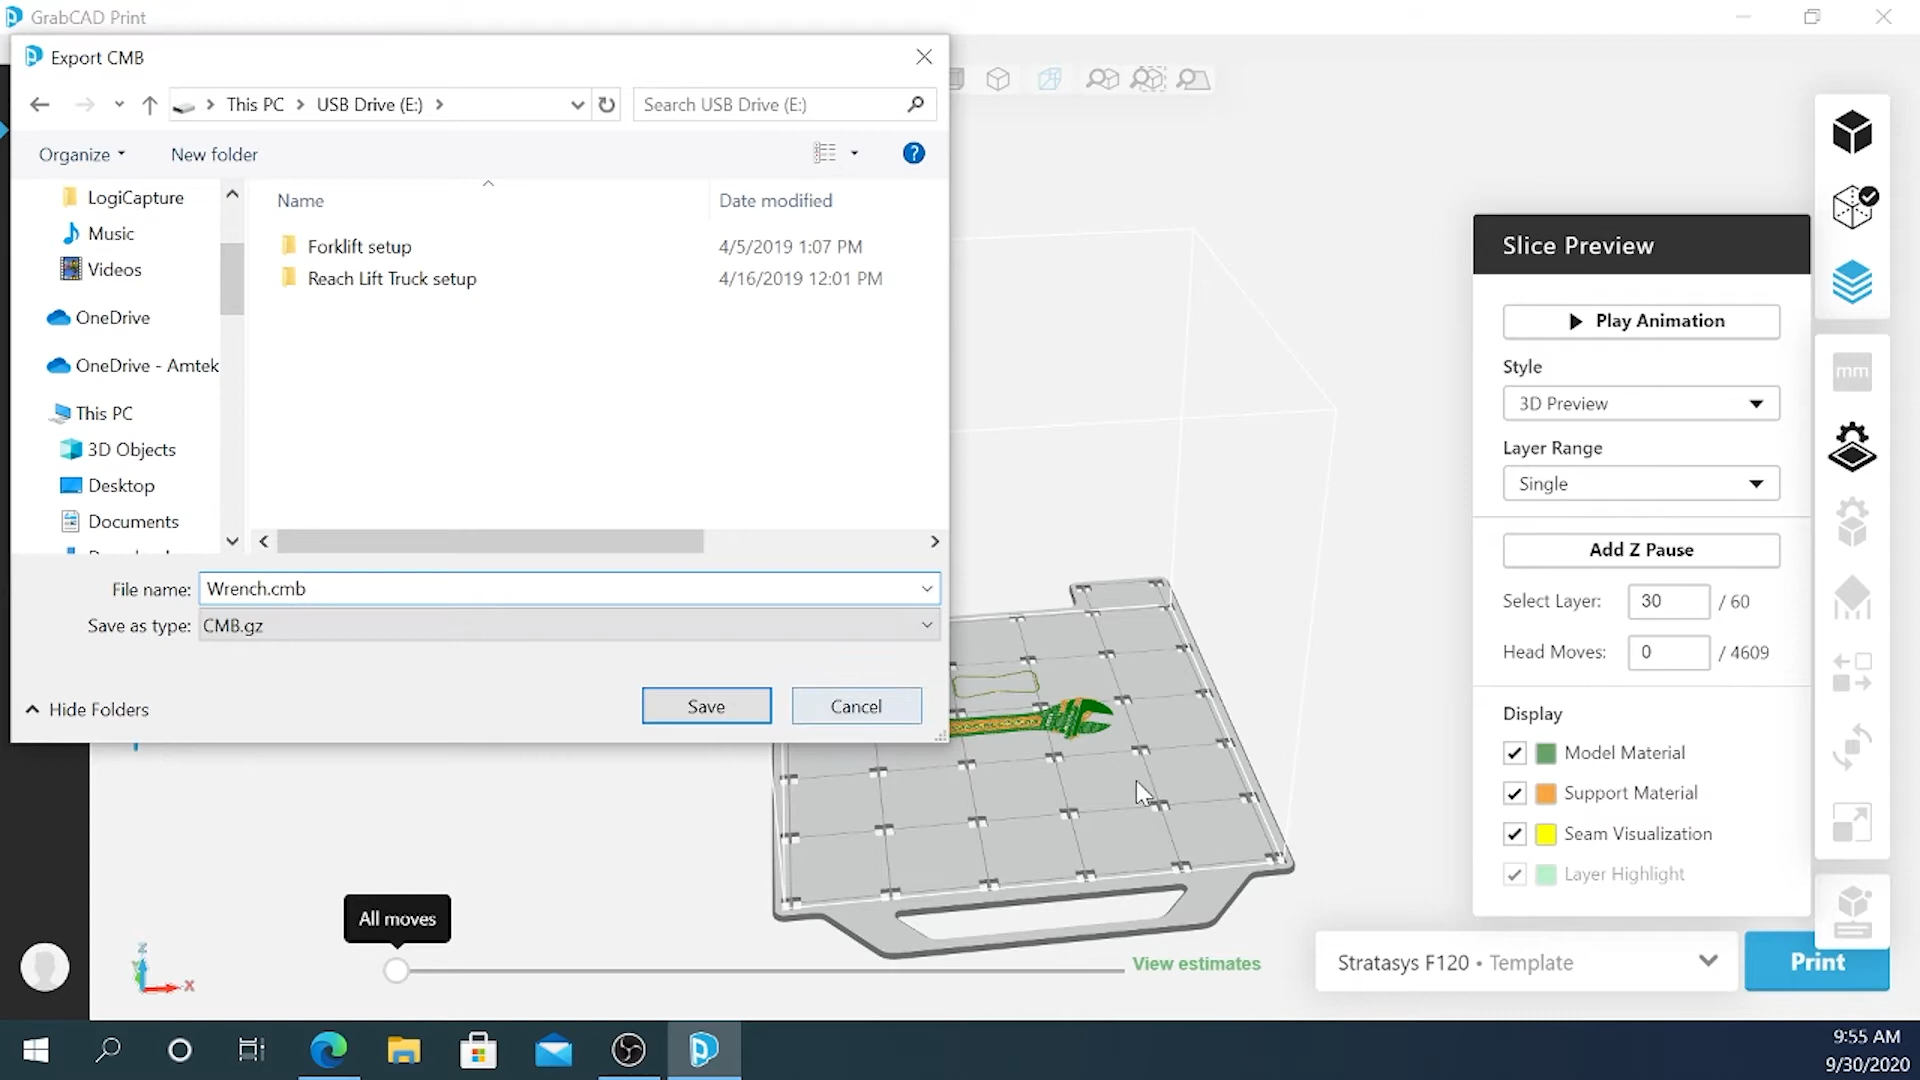 GrabCAD Print
Export CMB
This PC
USB Drive (E:)
Search USB Drive (E:)
Organize
New folder
?
LogiCapture
Music
Videos
OneDrive
OneDrive - Amtek
This PC
3D Objects
Desktop
Documents
Name
Date modified
Forklift setup
4/5/2019 1:07 PM
Reach Lift Truck setup
4/16/2019 12:01 PM
File name:
Wrench.cmb
Save as type:
CMB.gz
Hide Folders
Save
Cancel
Slice Preview
Play Animation
Style
3D Preview
Layer Range
Single
Add Z Pause
Select Layer:
30
/ 60
Head Moves:
0
/ 4609
Display
Model Material
Support Material
Seam Visualization
Layer Highlight
mm
All moves
View estimates
Z
Y
X
Stratasys F120 • Template
Print
9:55 AM
9/30/2020